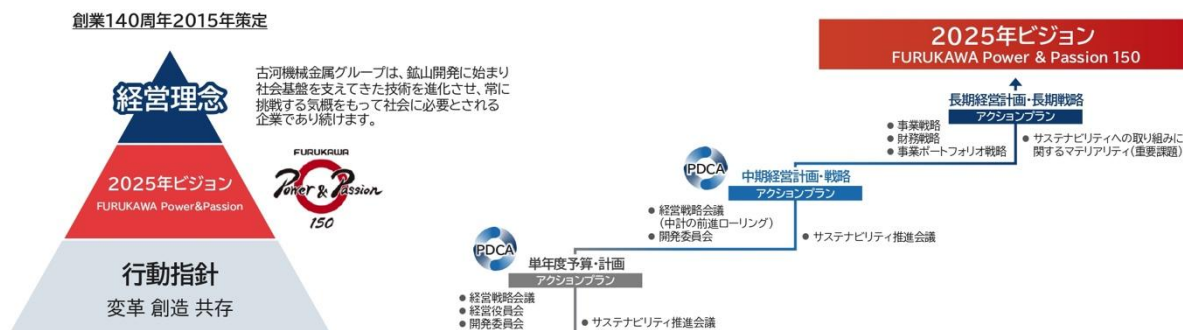 創業140周年2015年策定
経営理念
古河機械金属グループは、鉱山開発に始まり
社会基盤を支えてきた技術を進化させ、常に
挑戦する気概をもって社会に必要とされる
企業であり続けます。
2025年ビジョン
FURUKAWA Power&Passion
FURUKAWA
Power & Passion
150
行動指針
変革 創造 共存
2025年ビジョン
FURUKAWA Power & Passion 150
長期経営計画・長期戦略
アクションプラン
● 事業戦略
● 財務戦略
● 事業ポートフォリオ戦略
● サステナビリティへの取り組みに
関するマテリアリティ(重要課題)
PDCA
中期経営計画・戦略
アクションプラン
● 経営戦略会議
(中計の前進ローリング)
● 開発委員会
● サステナビリティ推進会議
PDCA
単年度予算・計画
アクションプラン
● 経営戦略会議
● 経営役員会
● 開発委員会
● サステナビリティ推進会議